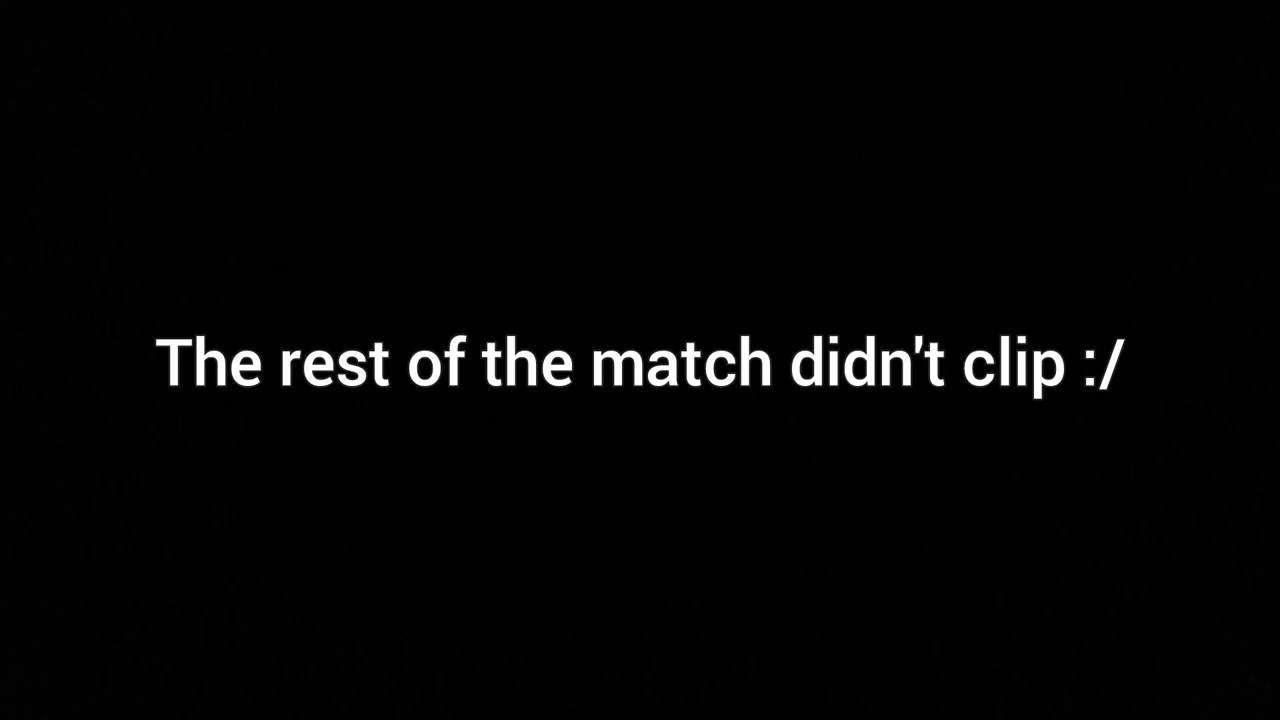 The rest of the match didn't clip :/